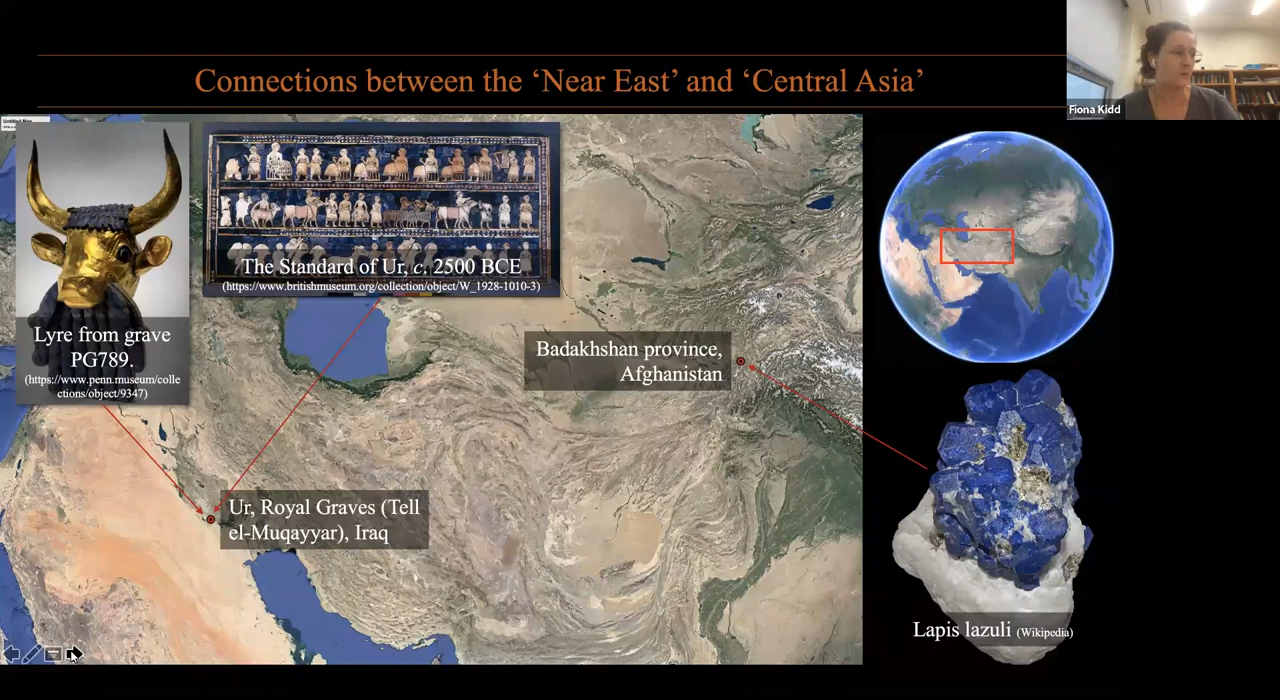 Connections between the ‘Near East’ and ‘Central Asia’
Fiona Kidd
Untitled Map
The Standard of Ur, c. 2500 BCE
(https://www.britishmuseum.org/collection/object/W_1928-1010-3)
Lyre from grave
PG789.
(https://www.penn.museum/colle
ctions/object/9347)
Badakhshan province,
Afghanistan
Ur, Royal Graves (Tell
el-Muqayyar), Iraq
Lapis lazuli (Wikipedia)